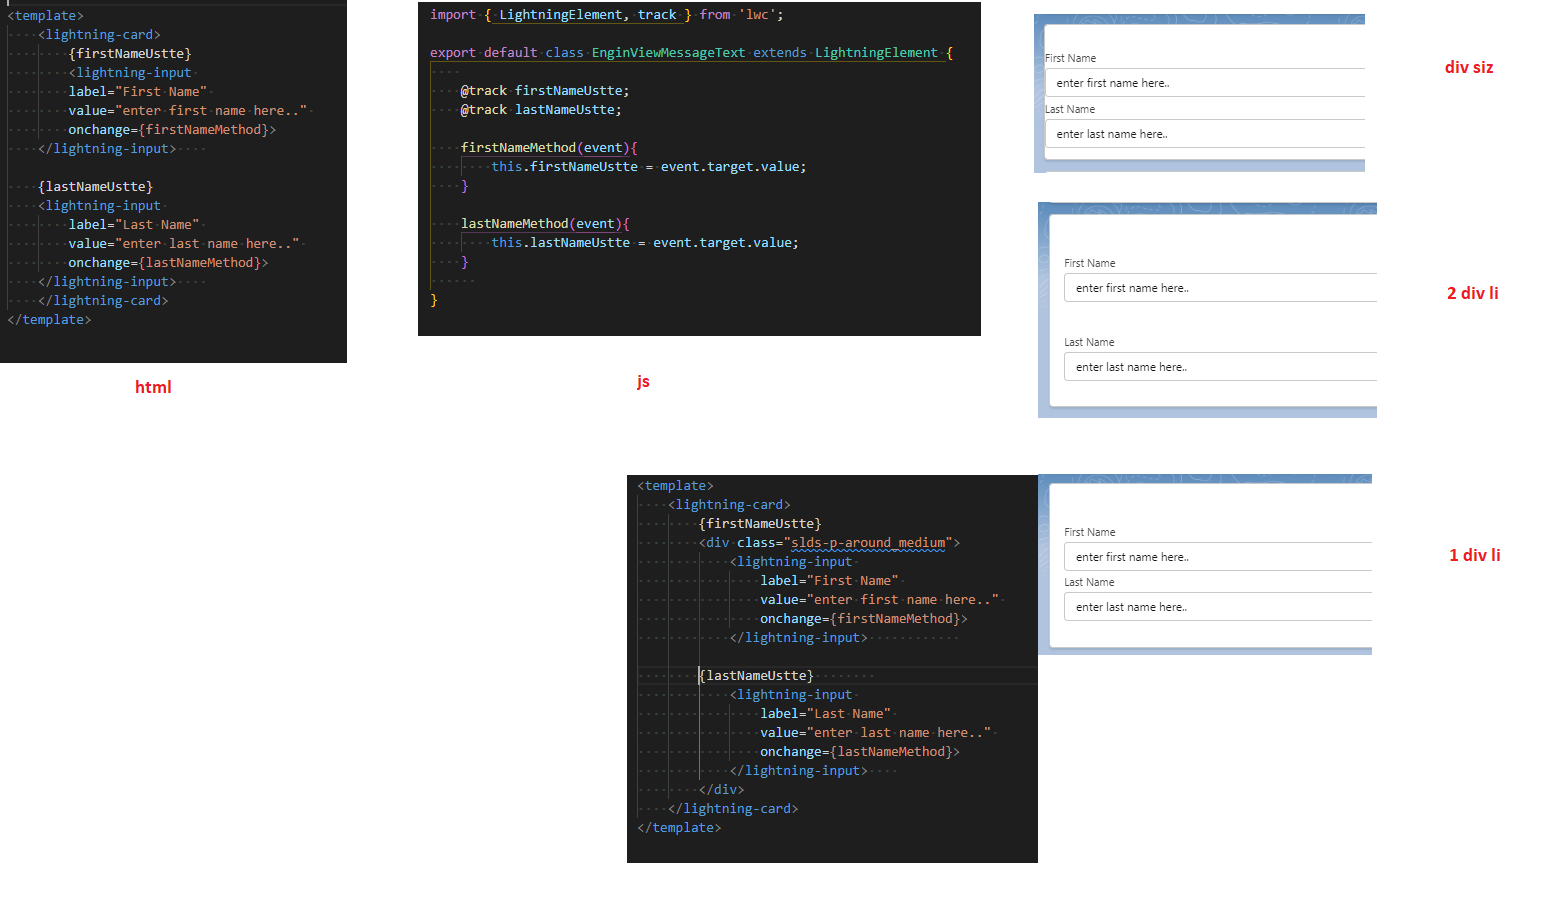 <template>
<lightning-card>
{firstNameUstte}
<lightning-input
label="First Name"
value="enter first name here.."
onchange={firstNameMethod}>
</lightning-input>
{lastNameUstte}
<lightning-input
label="Last Name"
value="enter last name here.."
onchange={lastNameMethod}>
</lightning-input>
</lightning-card>
</template>
html
import { LightningElement, track } from 'lwc';
export default class EnginViewMessageText extends LightningElement {
@track firstNameUstte;
@track lastNameUstte;
firstNameMethod(event){
this.firstNameUstte = event.target.value;
}
lastNameMethod(event){
this.lastNameUstte = event.target.value;
}
}
js
First Name
enter first name here..
Last Name
enter last name here..
div siz
First Name
enter first name here..
Last Name
enter last name here..
2 div li
<template>
<lightning-card>
{firstNameUstte}
<div class="slds-p-around_medium">
<lightning-input
label="First Name"
value="enter first name here.."
onchange={firstNameMethod}>
</lightning-input>
{lastNameUstte}
<lightning-input
label="Last Name"
value="enter last name here.."
onchange={lastNameMethod}>
</lightning-input>
</div>
</lightning-card>
</template>
First Name
enter first name here..
Last Name
enter last name here..
1 div li